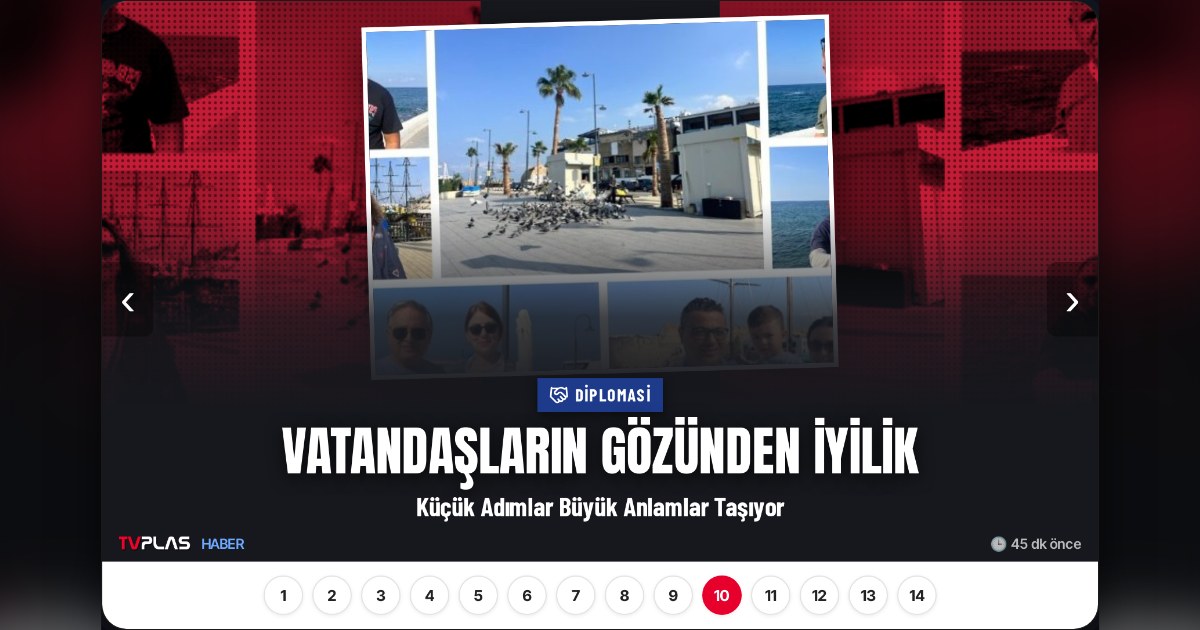 DİPLOMASİ
VATANDAŞLARIN GÖZÜNDEN İYİLİK
Küçük Adımlar Büyük Anlamlar Taşıyor
TVPLAS HABER
45 dk önce
1 2 3 4 5 6 7 8 9 10 11 12 13 14